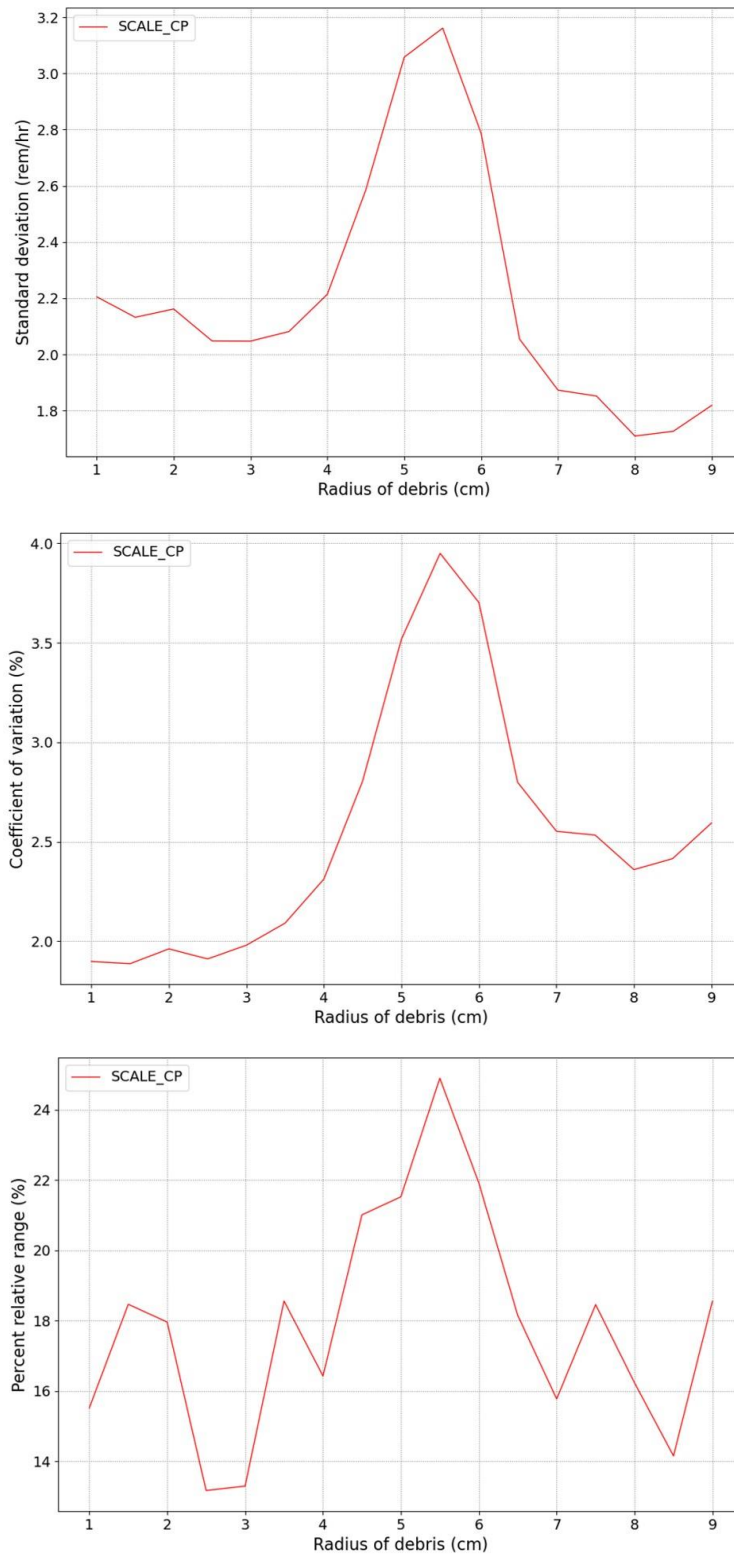 SCALE_CP
3.2
3.0
2.8
2.6
2.4
2.2
2.0
1.8
Standard deviation (rem/hr)
1 2 3 4 5 6 7 8 9
Radius of debris (cm)
SCALE_CP
4.0
3.5
3.0
2.5
2.0
Coefficient of variation (%)
1 2 3 4 5 6 7 8 9
Radius of debris (cm)
SCALE_CP
24
22
20
18
16
14
Percent relative range (%)
1 2 3 4 5 6 7 8 9
Radius of debris (cm)